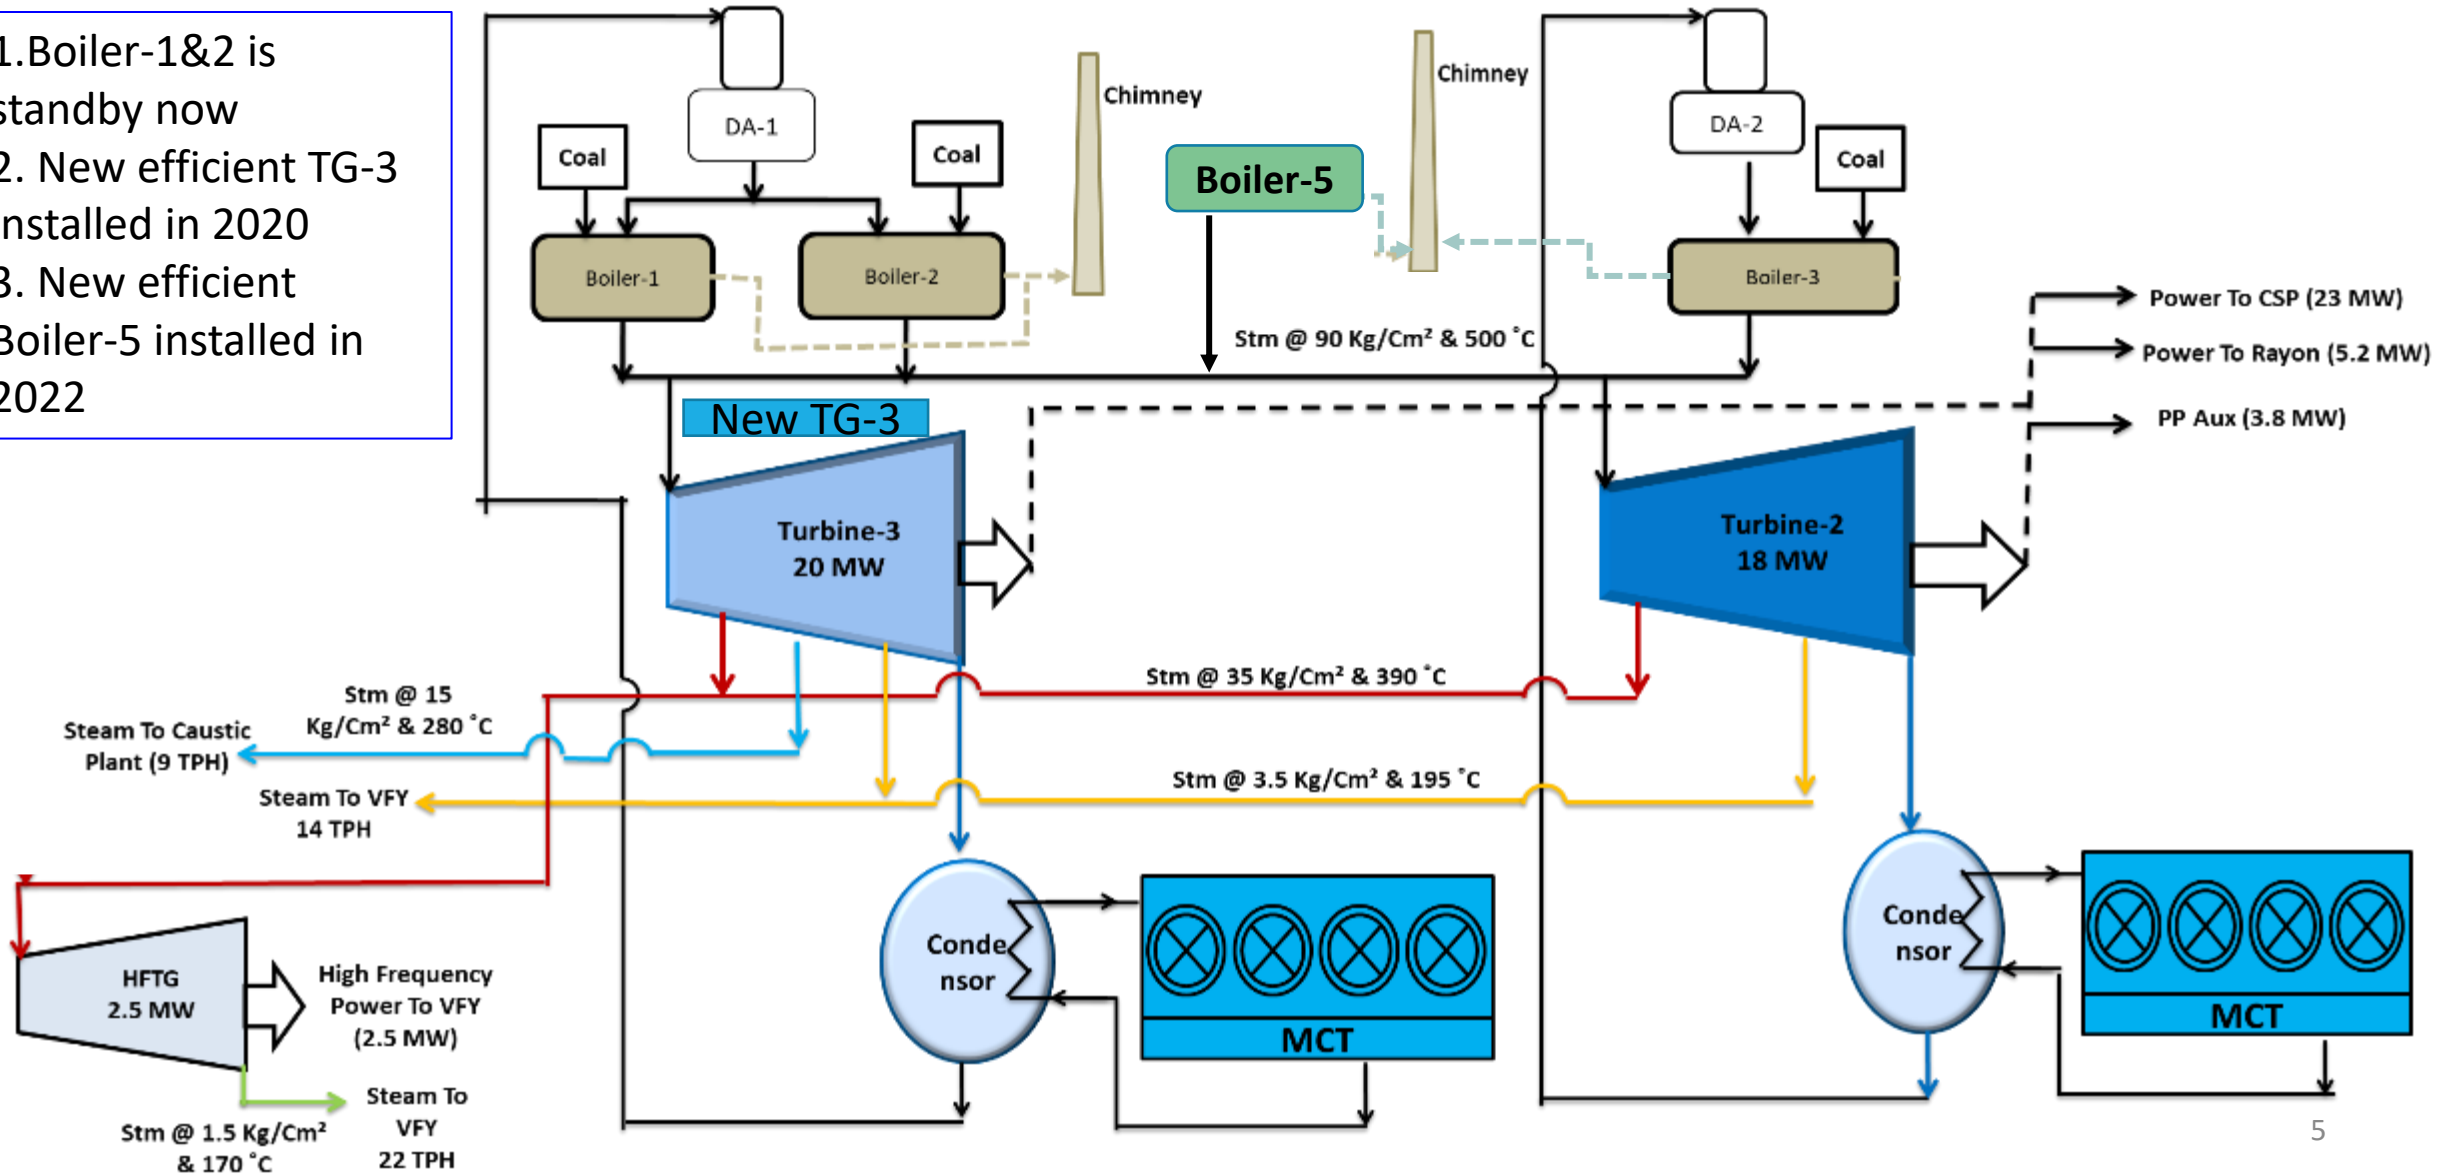 1.Boiler-1&2 is
standby now
2. New efficient TG-3
installed in 2020
3. New efficient
Boiler-5 installed in
2022
DA-1
Coal
Coal
Chimney
Boiler-1
Boiler-2
Boiler-5
Chimney
DA-2
Coal
Boiler-3
Stm @ 90 Kg/Cm² & 500 ˚C
Power To CSP (23 MW)
Power To Rayon (5.2 MW)
PP Aux (3.8 MW)
New TG-3
Turbine-3
20 MW
Turbine-2
18 MW
Stm @ 35 Kg/Cm² & 390 ˚C
Stm @ 15
Kg/Cm² & 280 ˚C
Steam To Caustic
Plant (9 TPH)
Stm @ 3.5 Kg/Cm² & 195 ˚C
Steam To VFY
14 TPH
Conde
nsor
MCT
Conde
nsor
MCT
HFTG
2.5 MW
High Frequency
Power To VFY
(2.5 MW)
Steam To
VFY
22 TPH
Stm @ 1.5 Kg/Cm²
& 170 ˚C
5